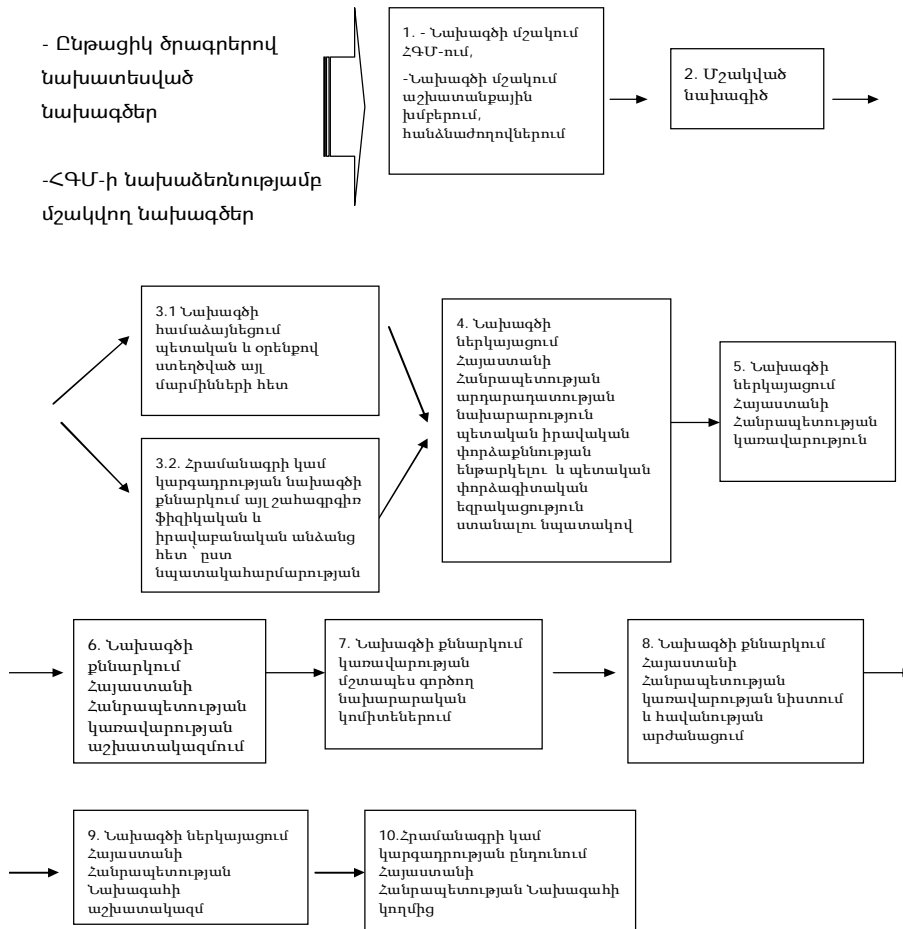 - Ընթացիկ ծրագրերով
նախատեսված
նախագծեր
-ՀԳՄ-ի նախաձեռնությամբ
մշակվող նախագծեր
1. - Նախագծի մշակում
ՀԳՄ-ում,
-Նախագծի մշակում
աշխատանքային
խմբերում,
հանձնաժողովներում
2. Մշակված
նախագիծ
3.1 Նախագծի
համաձայնեցում
պետական և օրենքով
ստեղծված այլ
մարմինների հետ
3.2. Հրամանագրի կամ
կարգադրության նախագծի
քննարկում այլ շահագրգիռ
ֆիզիկական և
իրավաբանական անձանց
հետ ` ըստ
նպատակահարմարության
4. Նախագծի
ներկայացում
Հայաստանի
Հանրապետության
արդարադատության
նախարարություն
պետական իրավական
փորձաքննության
ենթարկելու և պետական
փորձագիտական
եզրակացություն
ստանալու նպատակով
5. Նախագծի
ներկայացում
Հայաստանի
Հանրապետության
կառավարություն
6. Նախագծի
քննարկում
Հայաստանի
Հանրապետության
կառավարության
աշխատակազմում
7. Նախագծի քննարկում
կառավարության
մշտապես գործող
նախարարական
կոմիտեներում
8. Նախագծի քննարկում
Հայաստանի
Հանրապետության
կառավարության նիստում
և հավանության
արժանացում
9. Նախագծի ներկայացում
Հայաստանի
Հանրապետության
Նախագահի
աշխատակազմ
10.Հրամանագրի կամ
կարգադրության ընդունում
Հայաստանի
Հանրապետության Նախագահի
կողմից